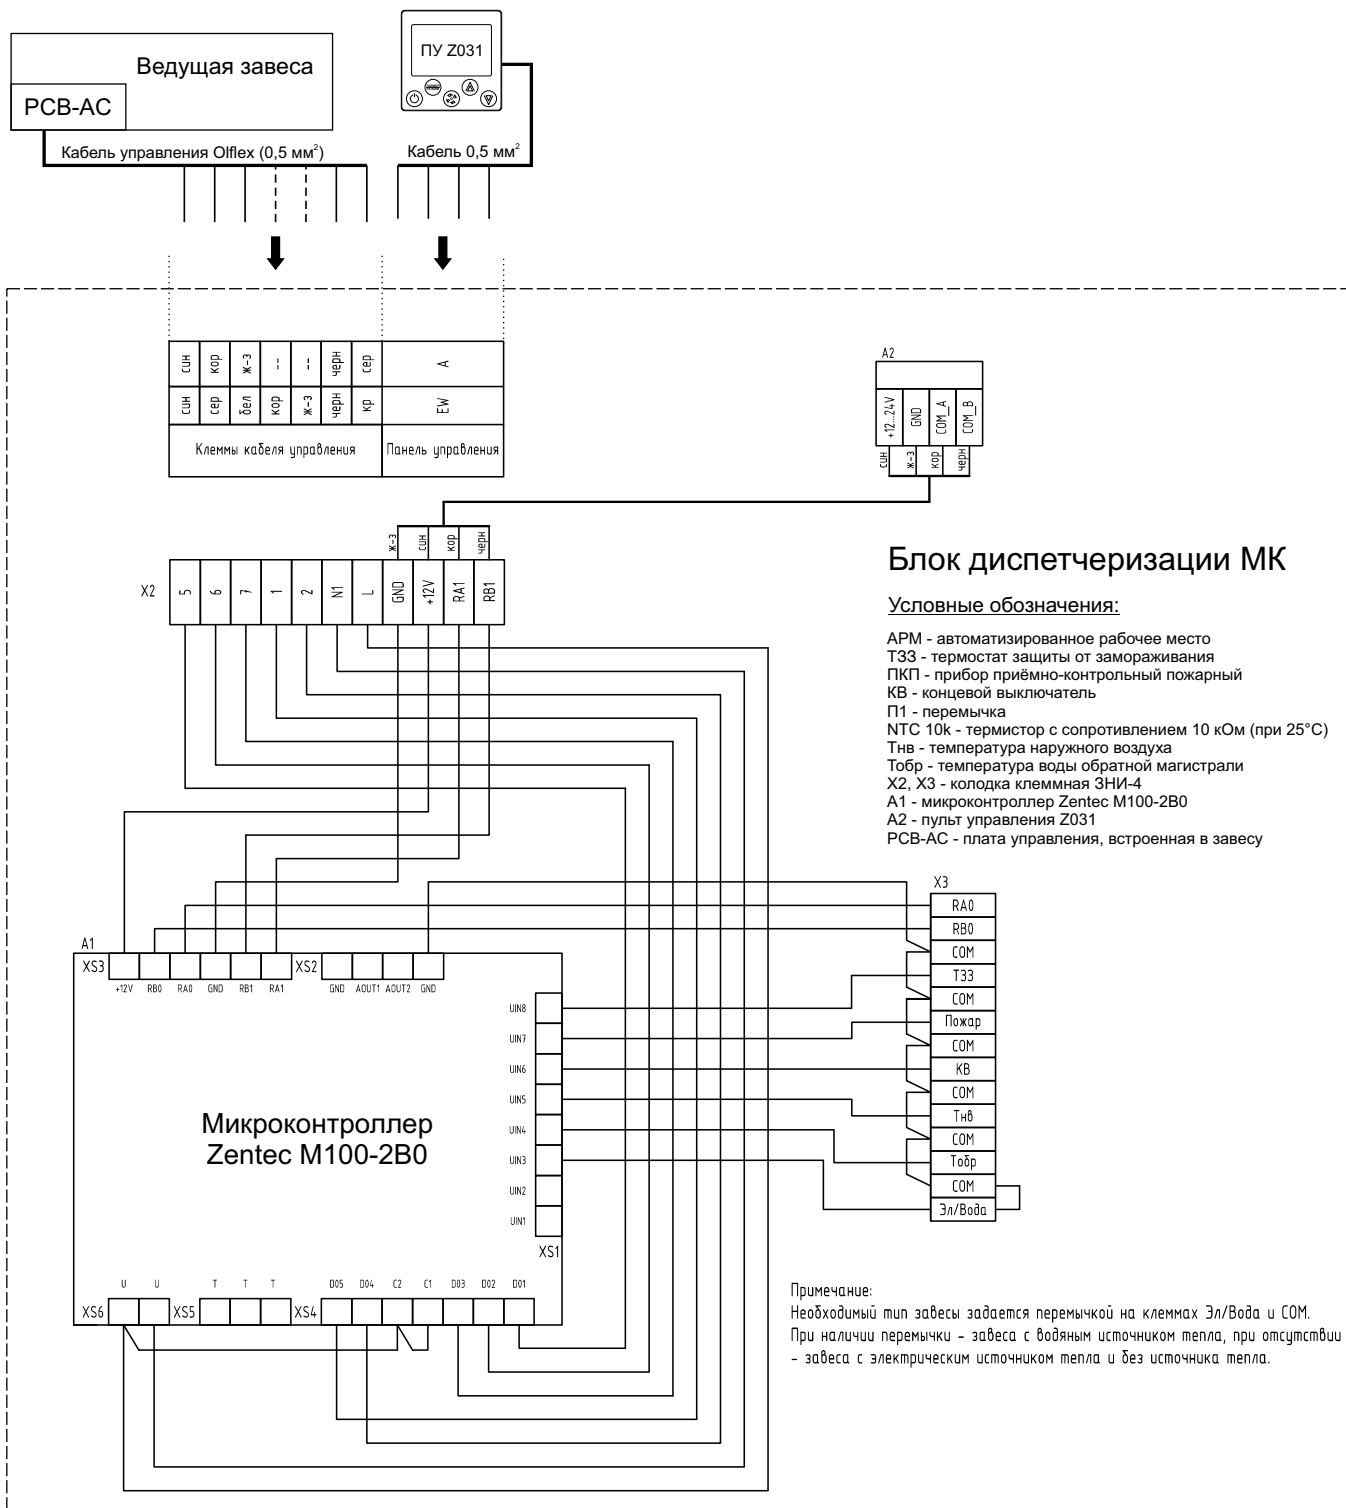 Ведущая завеса
PCB-AC
ПУ Z031
Кабель управления Olflex (0,5 мм²)
Кабель 0,5 мм²
син кор ж-з -- -- черн сер A
син сер бел кор ж-з черн кр EW
Клеммы кабеля управления
Панель управления
A2
+12...24V GND COM_A COM_B
син ж-з кор черн
ж-з син кор черн
X2
5 6 7 1 2 N1 L GND +12V RA1 RB1
Блок диспетчеризации МК
Условные обозначения:
АРМ - автоматизированное рабочее место
ТЗЗ - термостат защиты от замораживания
ПКП - прибор приёмно-контрольный пожарный
КВ - концевой выключатель
П1 - перемычка
NTC 10k - термистор с сопротивлением 10 кОм (при 25°С)
Тнв - температура наружного воздуха
Тобр - температура воды обратной магистрали
X2, X3 - колодка клеммная ЗНИ-4
А1 - микроконтроллер Zentec M100-2B0
А2 - пульт управления Z031
PCB-AC - плата управления, встроенная в завесу
X3
RA0
RB0
COM
ТЗЗ
COM
Пожар
COM
КВ
COM
Тнв
COM
Тобр
COM
Эл/Вода
A1
XS3
+12V RB0 RA0 GND RB1 RA1
XS2
GND AOUT1 AOUT2 GND
UIN8
UIN7
UIN6
UIN5
UIN4
UIN3
UIN2
UIN1
XS1
Микроконтроллер
Zentec M100-2B0
U U T T T D05 D04 C2 C1 D03 D02 D01
XS6 XS5 XS4
Примечание:
Необходимый тип завесы задается перемычкой на клеммах Эл/Вода и COM.
При наличии перемычки - завеса с водяным источником тепла, при отсутствии
- завеса с электрическим источником тепла и без источника тепла.